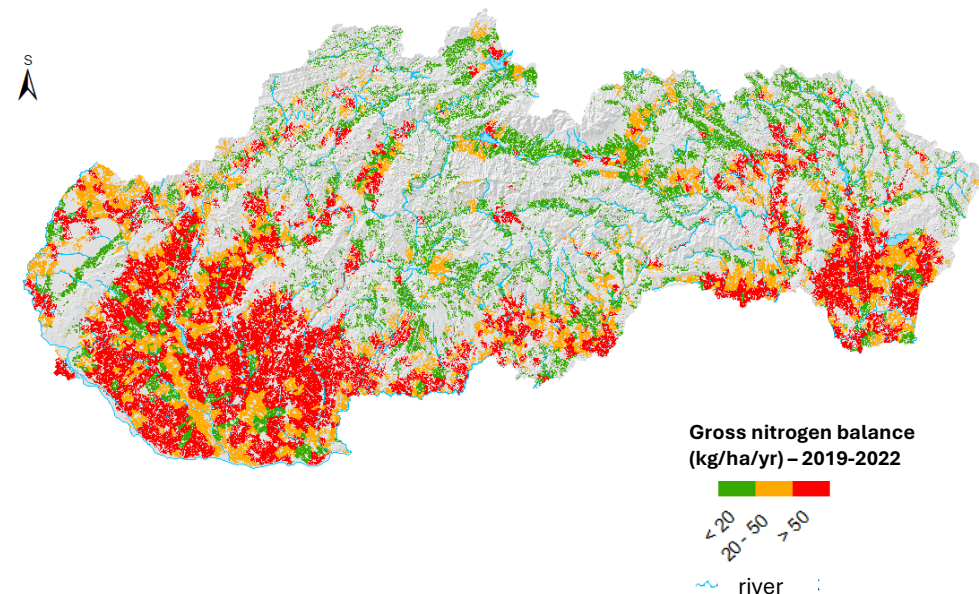 S
Gross nitrogen balance
(kg/ha/yr) – 2019-2022
< 20
20 - 50
> 50
river